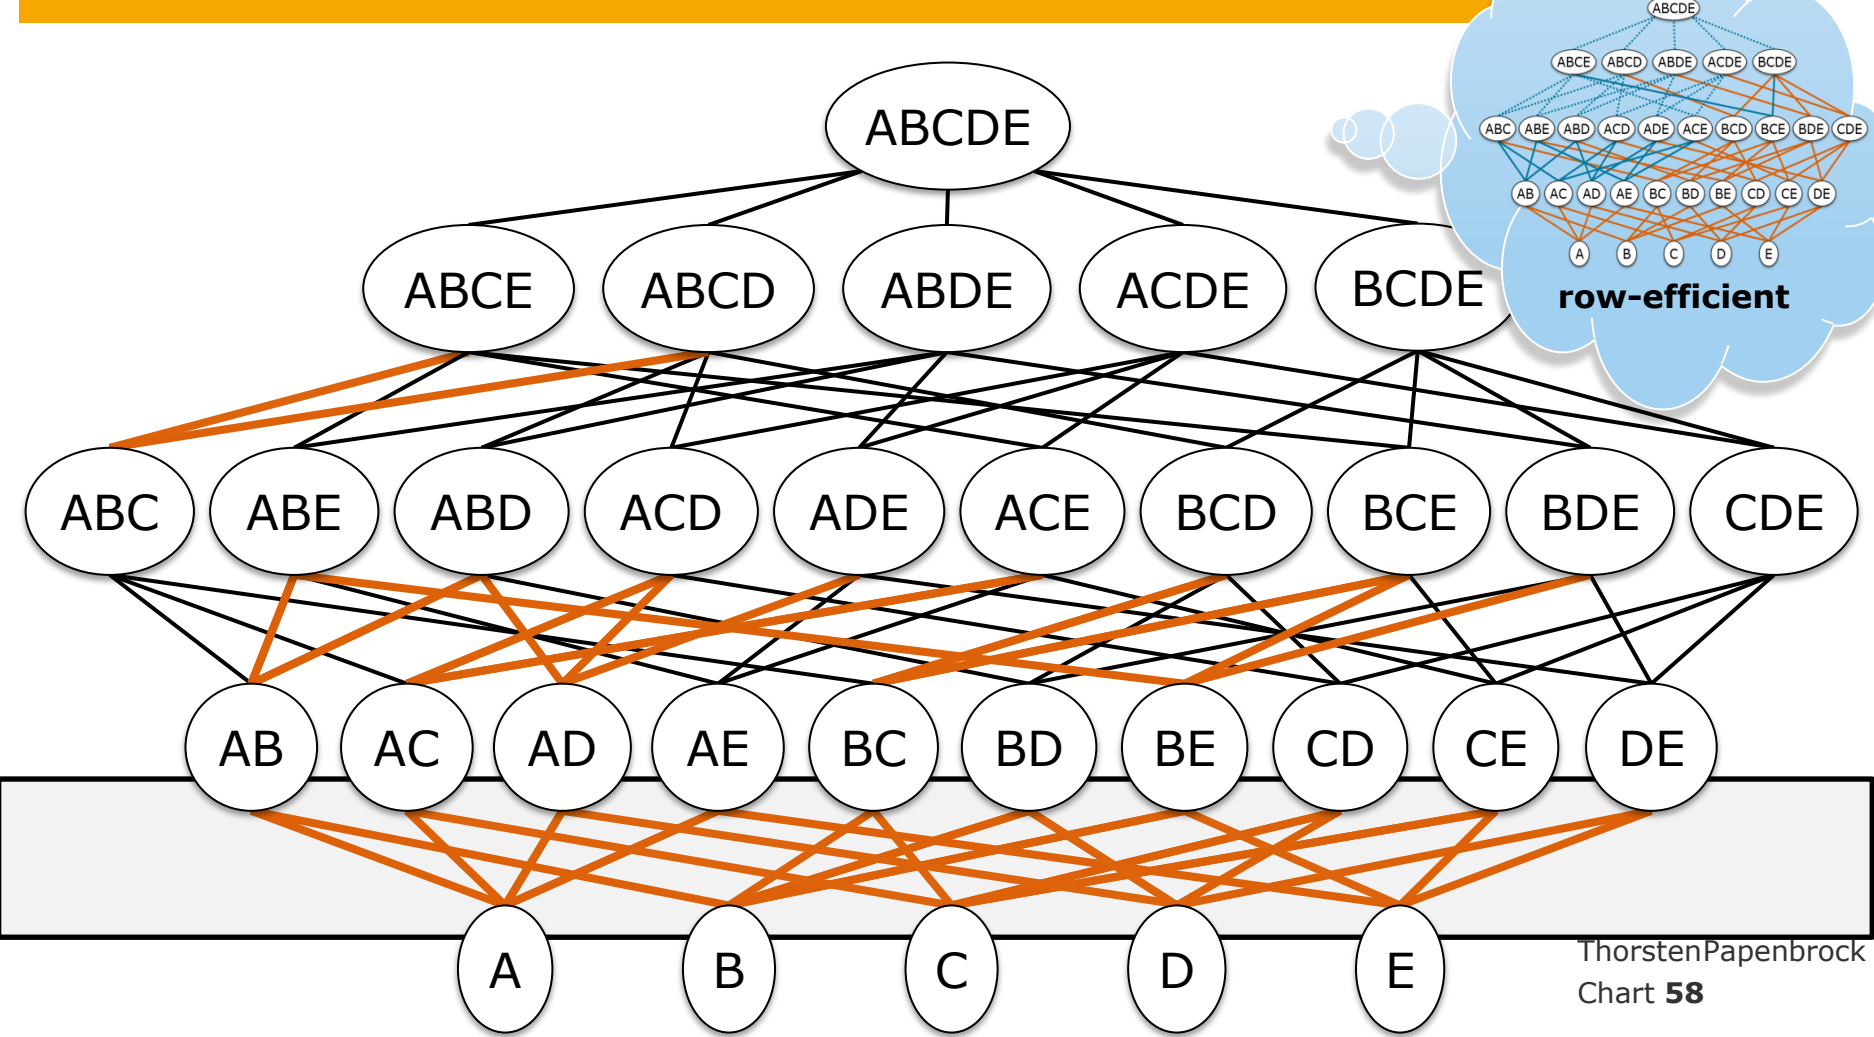 ABCDE
ABCE ABCD ABDE ACDE BCDE
ABC ABE ABD ACD ADE ACE BCD BCE BDE CDE
AB AC AD AE BC BD BE CD CE DE
A B C D E
ABCDE
ABCE ABCD ABDE ACDE BCDE
ABC ABE ABD ACD ADE ACE BCD BCE BDE CDE
AB AC AD AE BC BD BE CD CE DE
A B C D E
row-efficient
ThorstenPapenbrock
Chart 58